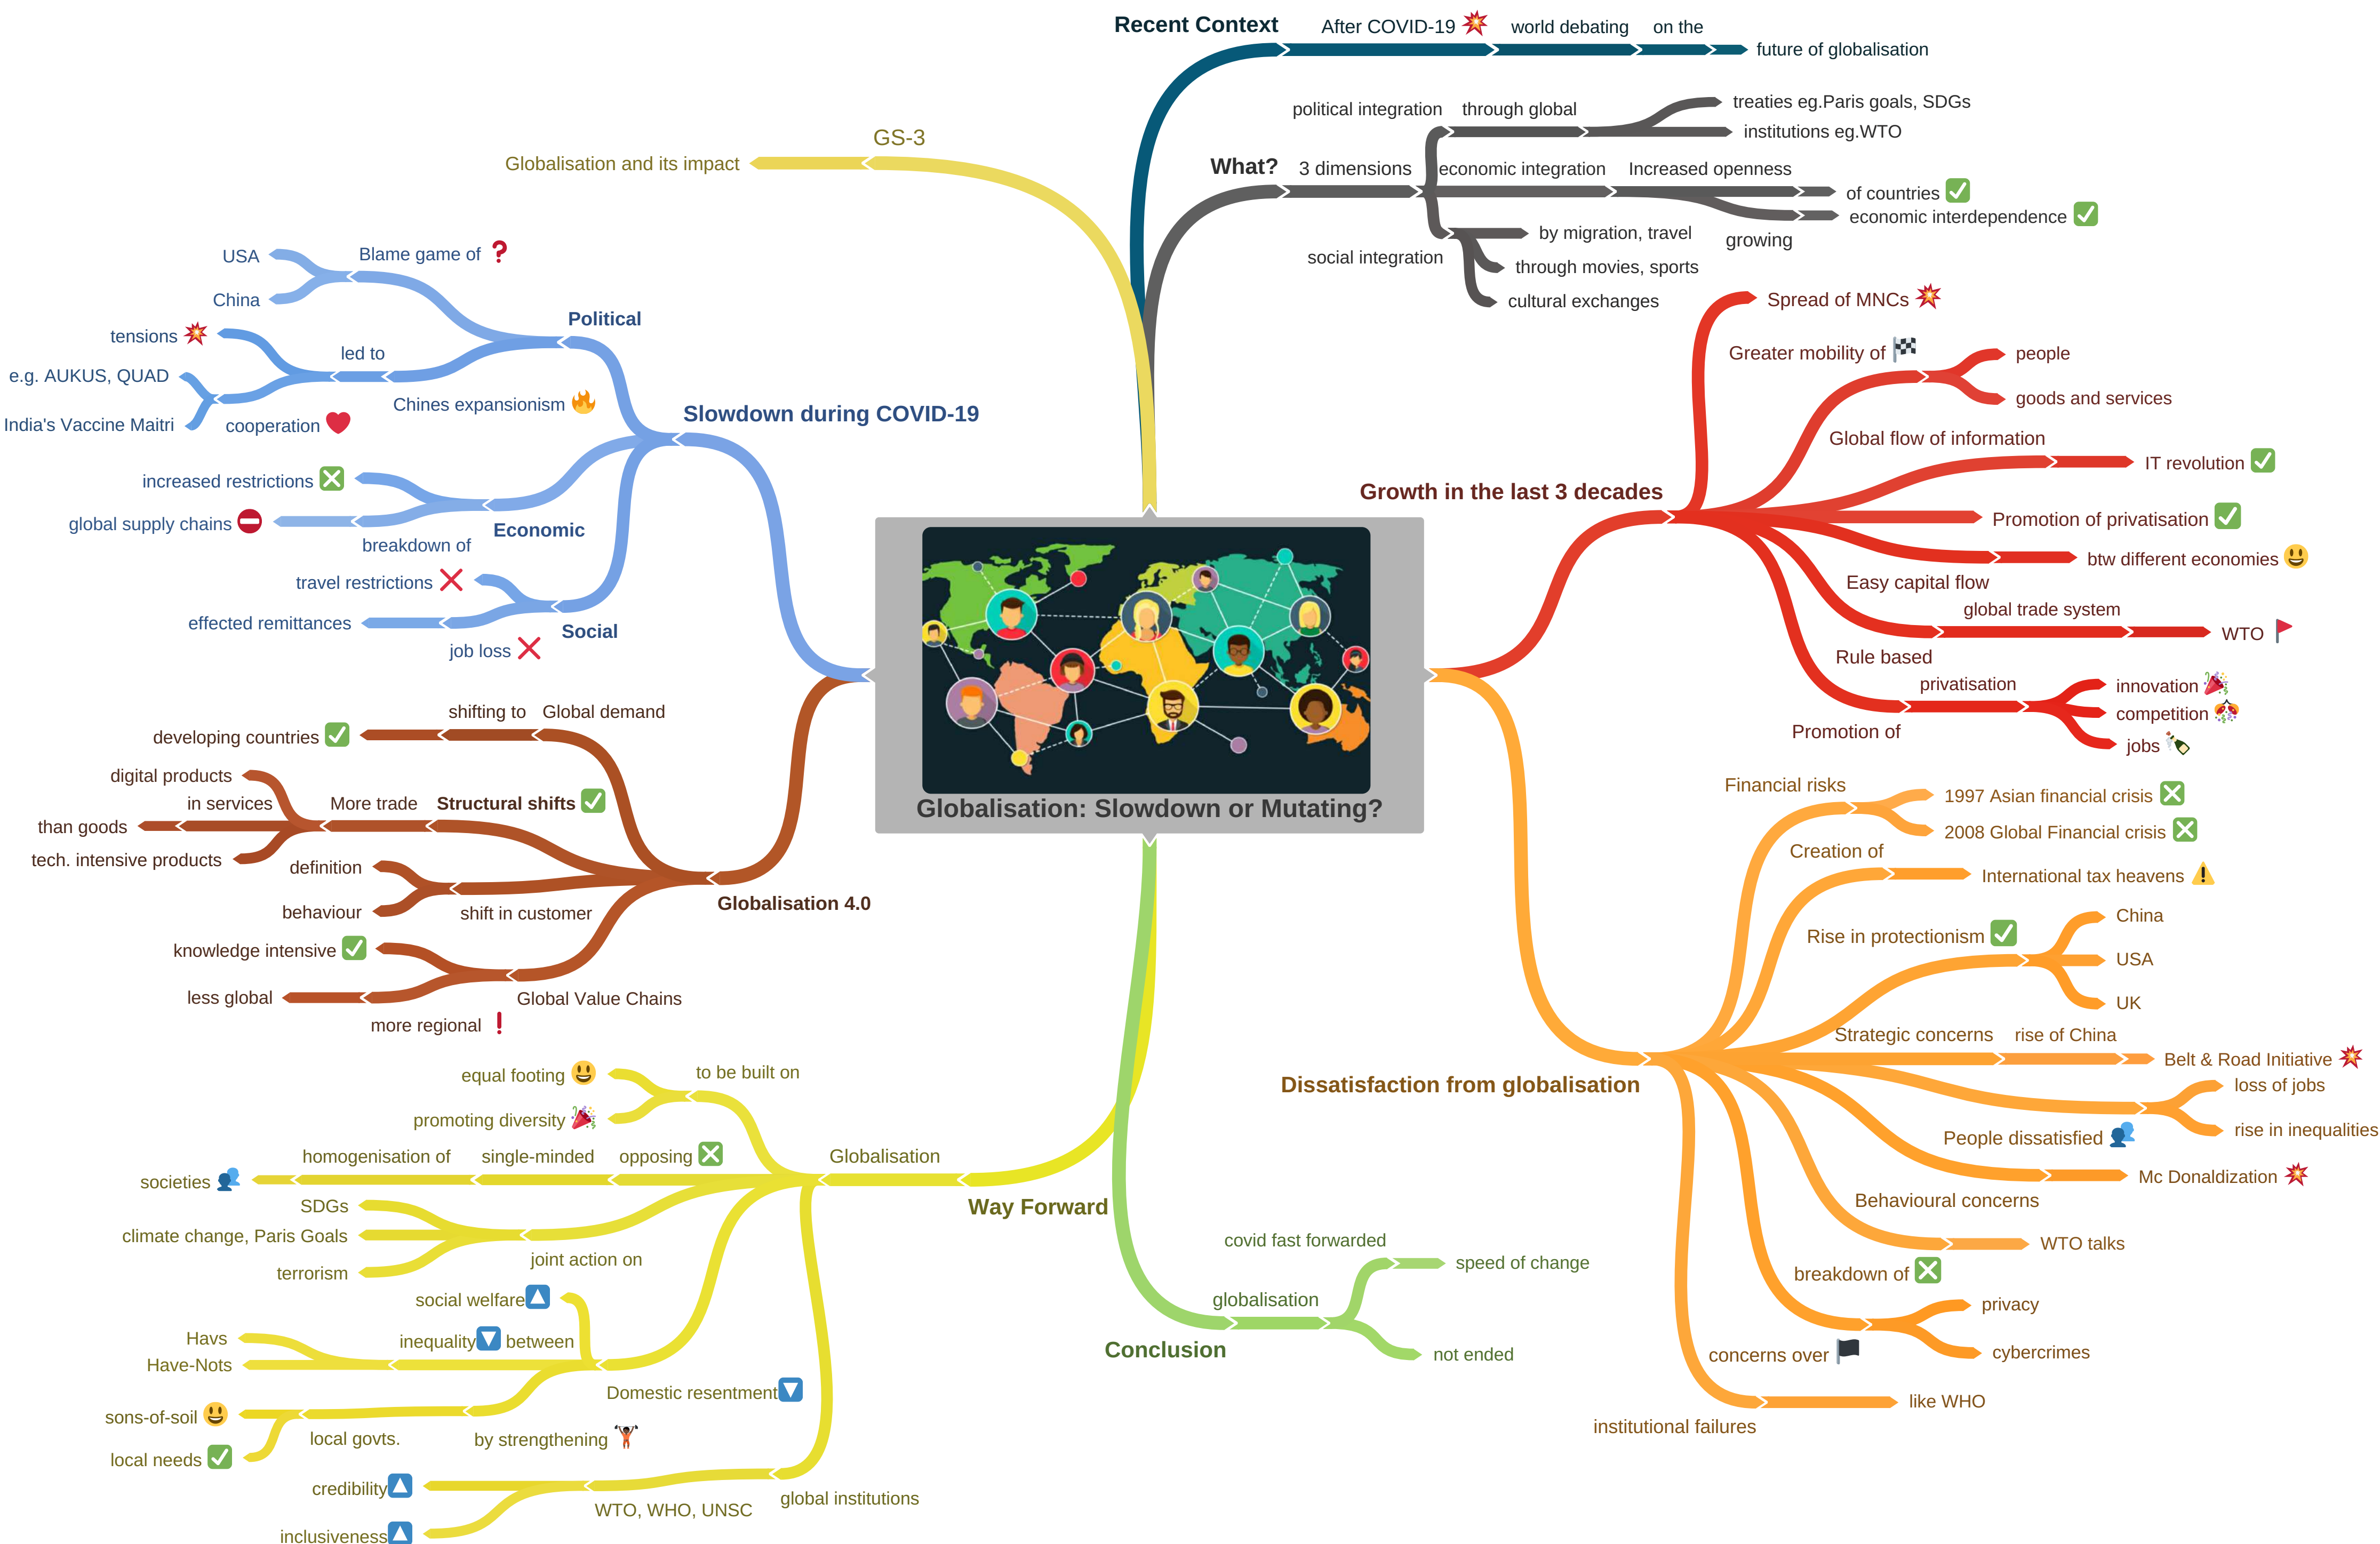 Recent Context
After COVID-19
world debating
on the
future of globalisation
GS-3
Globalisation and its impact
What?
3 dimensions
political integration
through global
treaties eg.Paris goals, SDGs
institutions eg.WTO
economic integration
Increased openness
of countries
growing
economic interdependence
social integration
by migration, travel
through movies, sports
cultural exchanges
Growth in the last 3 decades
Spread of MNCs
Greater mobility of
people
goods and services
Global flow of information
IT revolution
Promotion of privatisation
Easy capital flow
btw different economies
Rule based
global trade system
WTO
Promotion of
privatisation
innovation
competition
jobs
Dissatisfaction from globalisation
Financial risks
1997 Asian financial crisis
2008 Global Financial crisis
Creation of
International tax heavens
Rise in protectionism
China
USA
UK
Strategic concerns
rise of China
Belt & Road Initiative
People dissatisfied
loss of jobs
rise in inequalities
Behavioural concerns
Mc Donaldization
breakdown of
WTO talks
concerns over
privacy
cybercrimes
institutional failures
like WHO
Conclusion
globalisation
covid fast forwarded
speed of change
not ended
Way Forward
Globalisation
to be built on
equal footing
promoting diversity
opposing
single-minded
homogenisation of
societies
joint action on
SDGs
climate change, Paris Goals
terrorism
Domestic resentment
social welfare
inequality between
Havs
Have-Nots
by strengthening
local govts.
sons-of-soil
local needs
global institutions
WTO, WHO, UNSC
credibility
inclusiveness
Globalisation 4.0
Global demand
shifting to
developing countries
Structural shifts
More trade
digital products
in services
than goods
tech. intensive products
shift in customer
definition
behaviour
Global Value Chains
knowledge intensive
more regional
less global
Slowdown during COVID-19
Political
Blame game of
USA
China
Chines expansionism
led to
tensions
cooperation
e.g. AUKUS, QUAD
India's Vaccine Maitri
Economic
increased restrictions
breakdown of
global supply chains
Social
travel restrictions
job loss
effected remittances
Globalisation: Slowdown or Mutating?